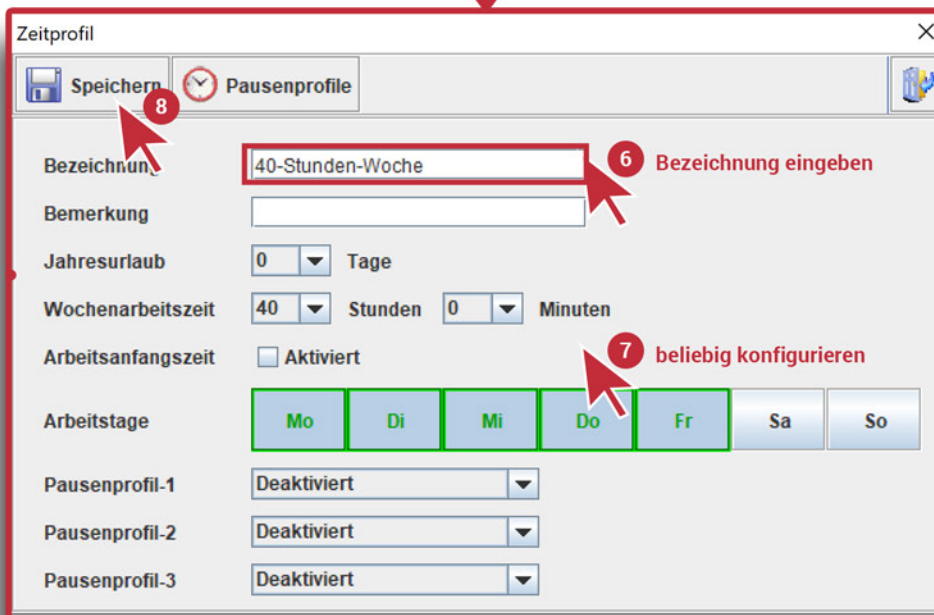 Zeitprofil
Speichern Pausenprofile
8
Bezeichnung 40-Stunden-Woche 6 Bezeichnung eingeben
Bemerkung
Jahresurlaub 0 Tage
Wochenarbeitszeit 40 Stunden 0 Minuten
Arbeitsanfangszeit Aktiviert 7 beliebig konfigurieren
Arbeitstage Mo Di Mi Do Fr Sa So
Pausenprofil-1 Deaktiviert
Pausenprofil-2 Deaktiviert
Pausenprofil-3 Deaktiviert